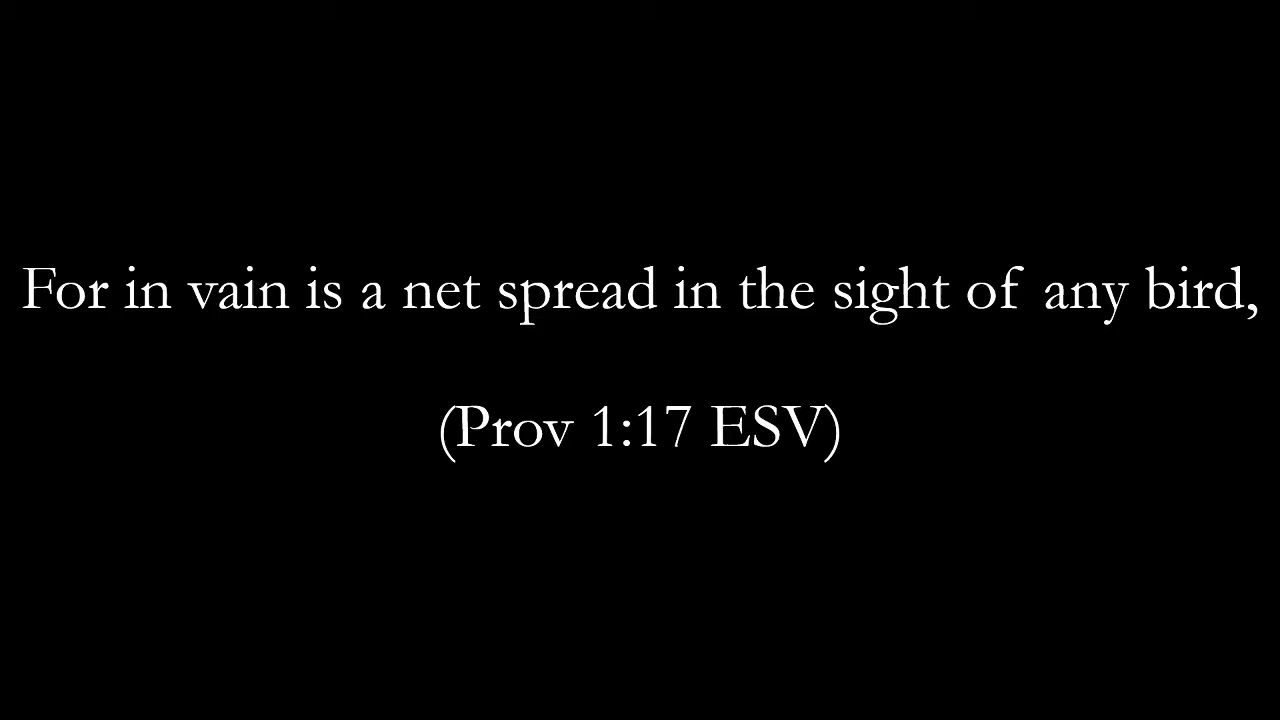 For in vain is a net spread in the sight of any bird,
(Prov 1:17 ESV)